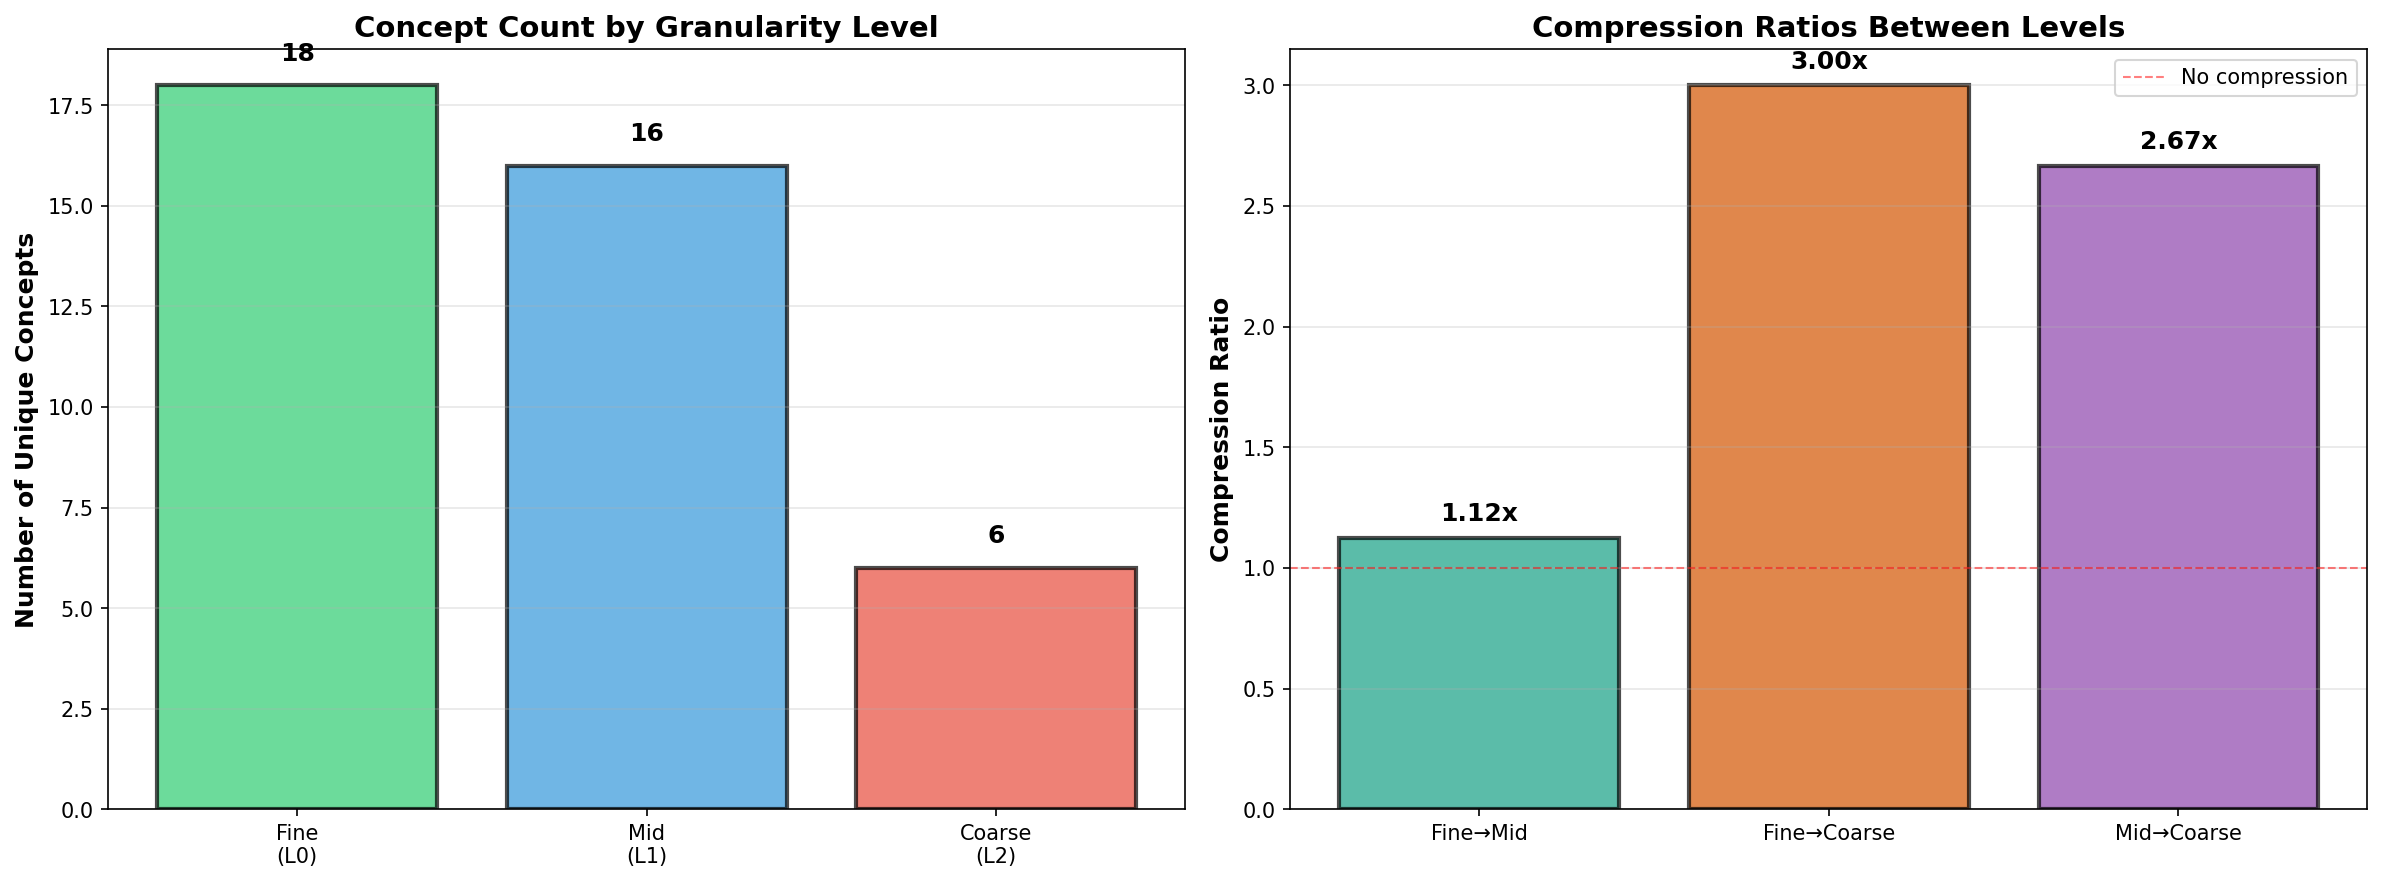 Concept Count by Granularity Level
18
16
6
17.5
15.0
12.5
10.0
7.5
5.0
2.5
0.0
Number of Unique Concepts
Fine
(L0)
Mid
(L1)
Coarse
(L2)
Compression Ratios Between Levels
No compression
3.00x
2.67x
1.12x
3.0
2.5
2.0
1.5
1.0
0.5
0.0
Compression Ratio
Fine→Mid
Fine→Coarse
Mid→Coarse